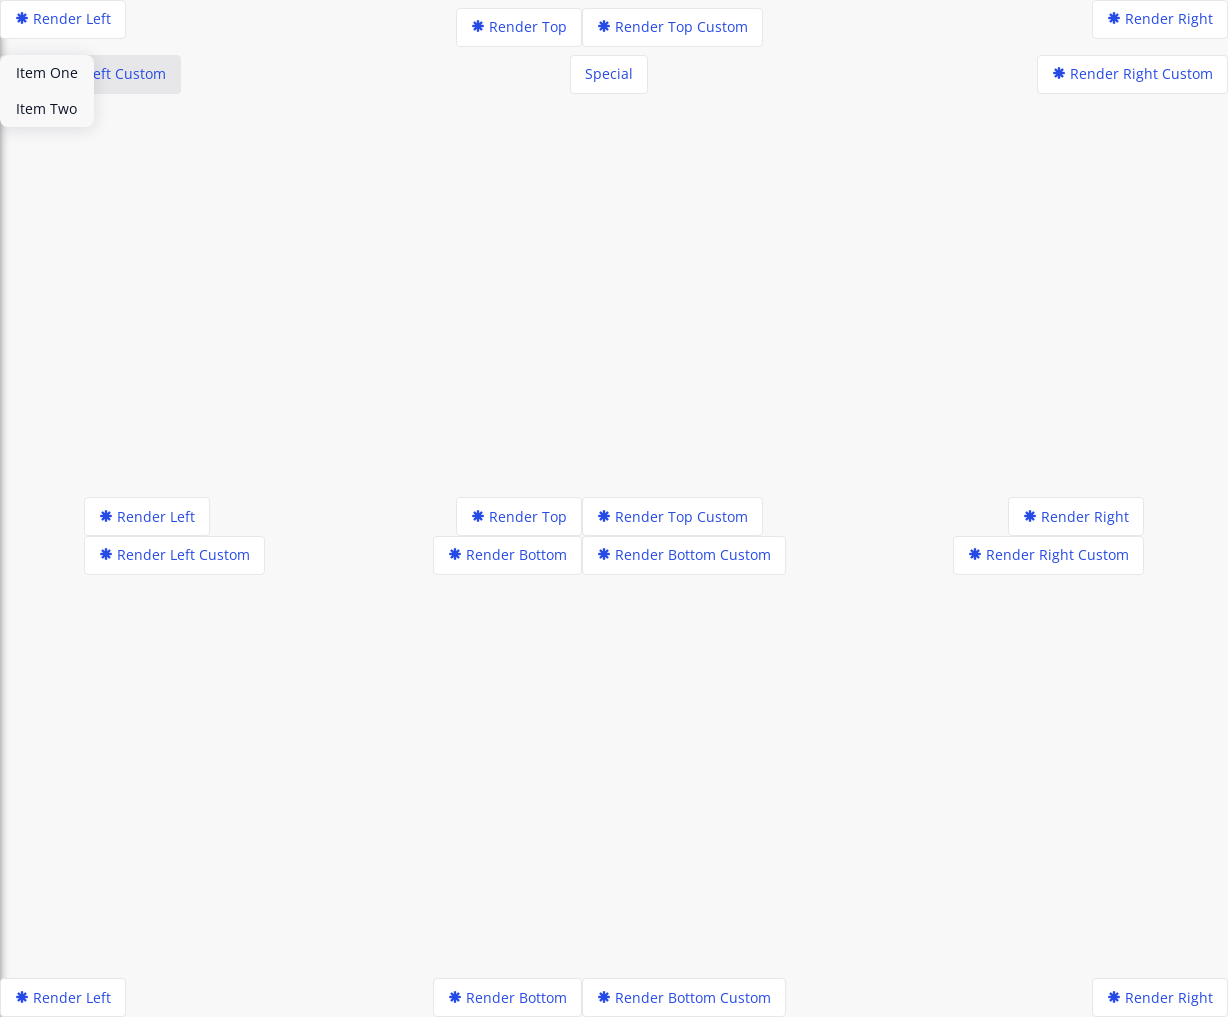 Render Left
Render Top
Render Top Custom
Render Right
Item One
eft Custom
Special
Render Right Custom
Item Two
Render Left
Render Top
Render Top Custom
Render Right
Render Left Custom
Render Bottom
Render Bottom Custom
Render Right Custom
Render Left
Render Bottom
Render Bottom Custom
Render Right